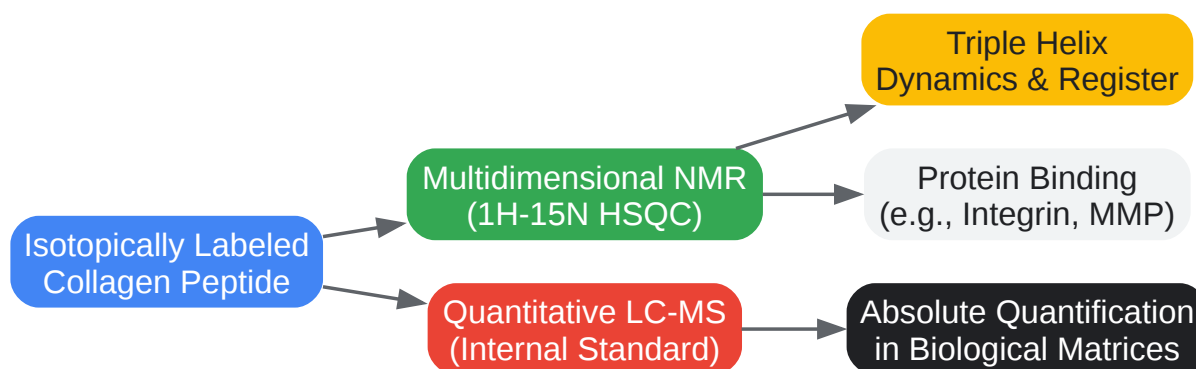 Triple Helix
Dynamics & Register
Multidimensional NMR
(1H-15N HSQC)
Protein Binding
(e.g., Integrin, MMP)
Isotopically Labeled
Collagen Peptide
Quantitative LC-MS
(Internal Standard)
Absolute Quantification
in Biological Matrices